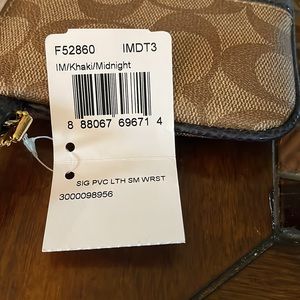 F52860 IMDT3
IM/Khaki/Midnight
8 88067 69671 4
SIG PVC LTH SM WRST
3000098956